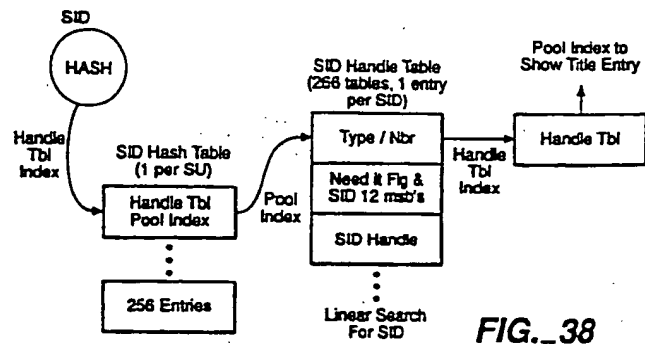 SID
HASH
Handle
Tbl
Index
SID Hash Table
(1 per SU)
Handle Tbl
Pool Index
256 Entries
Pool
Index
SID Handle Table
(256 tables, 1 entry
per SID)
Type / Nbr
Need it Flg &
SID 12 msb's
SID Handle
Linear Search
For SID
Handle
Tbl
Index
Pool Index to
Show Title Entry
Handle Tbl
FIG._38